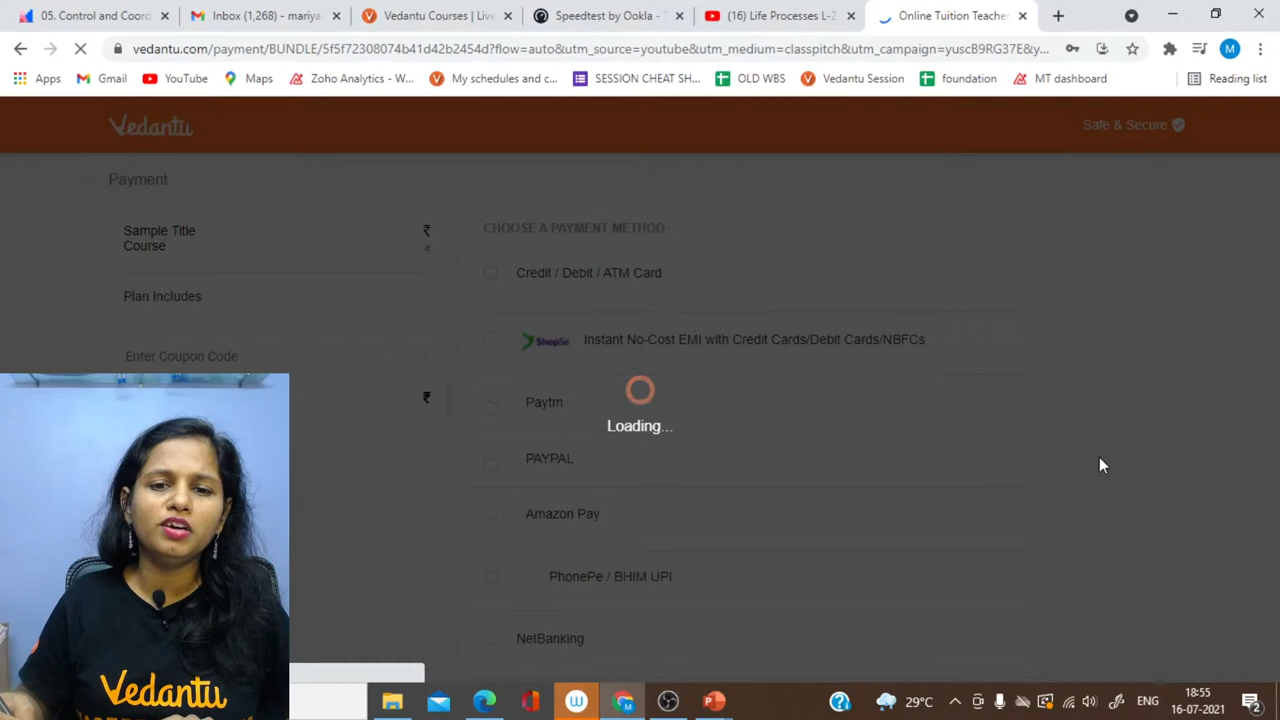 05. Control and Coord
Inbox (1,268) - mariya.
Vedantu Courses | Live
Speedtest by Ookla -
(16) Life Processes L-2
Online Tuition Teache
vedantu.com/payment/BUNDLE/5f5f72308074b41d42b2454d?flow=auto&utm_source=youtube&utm_medium=classpitch&utm_campaign=yuscB9RG37E&y...
M
Apps
Gmail
YouTube
Maps
Zoho Analytics - W...
My schedules and c...
SESSION CHEAT SH...
OLD WBS
Vedantu Session
foundation
MT dashboard
Reading list
Vedantu
Safe & Secure
Payment
Sample Title
Course
₹
₹
Plan Includes
Enter Coupon Code
₹
CHOOSE A PAYMENT METHOD
Credit / Debit / ATM Card
ShopSe
Instant No-Cost EMI with Credit Cards/Debit Cards/NBFCs
Paytm
Loading...
PAYPAL
Amazon Pay
PhonePe / BHIM UPI
NetBanking
Vedantu
29°C
ENG
18:55
16-07-2021
2